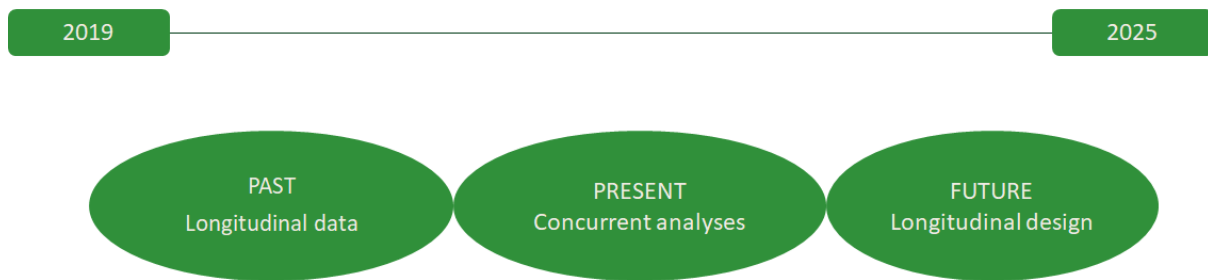 2019
2025
PAST
Longitudinal data
PRESENT
Concurrent analyses
FUTURE
Longitudinal design